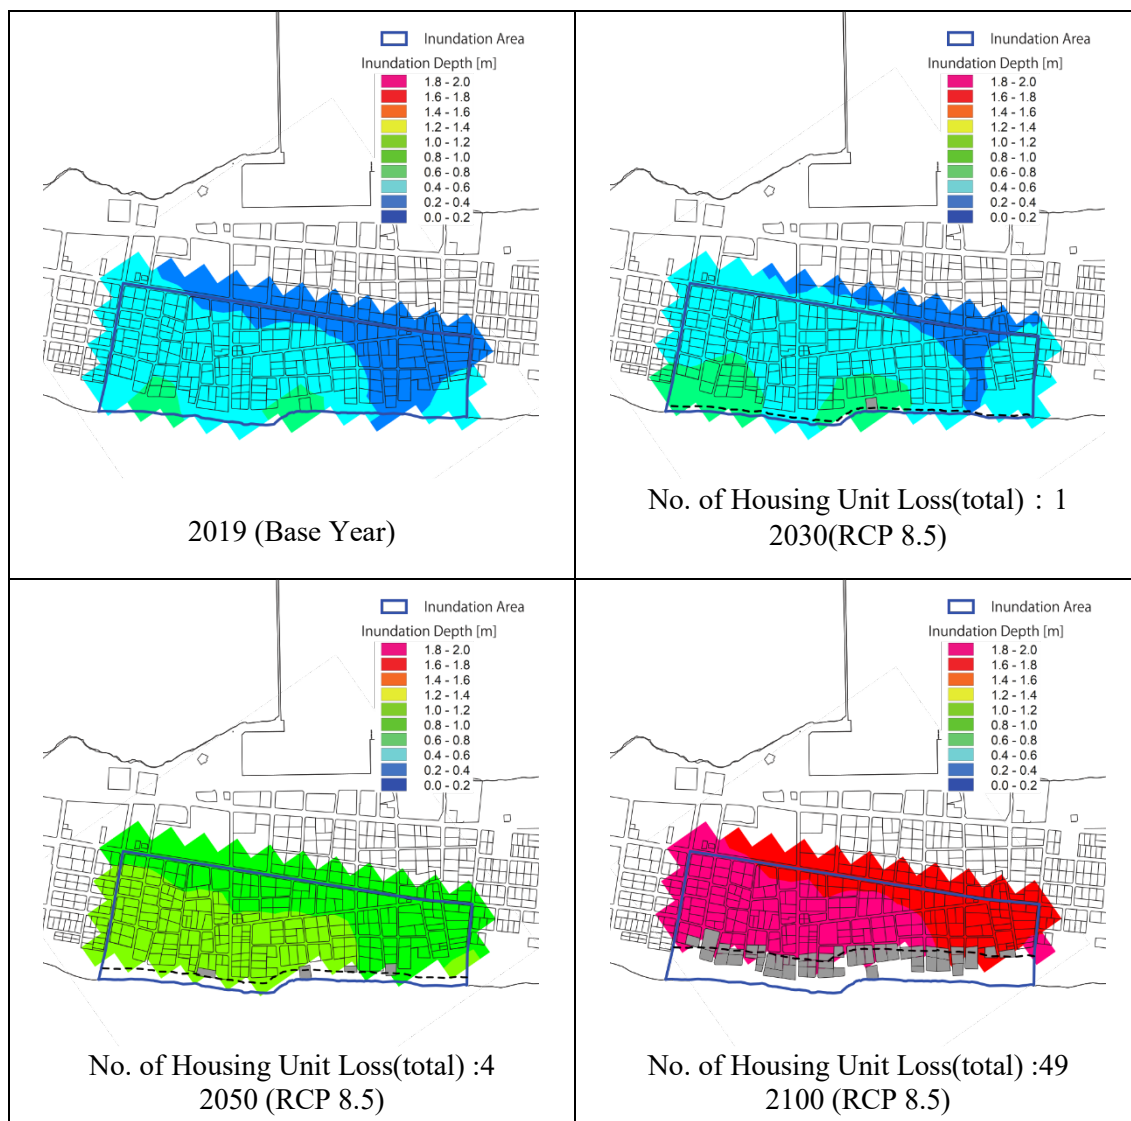 Inundation Area
Inundation Depth [m]
1.8 - 2.0
1.6 - 1.8
1.4 - 1.6
1.2 - 1.4
1.0 - 1.2
0.8 - 1.0
0.6 - 0.8
0.4 - 0.6
0.2 - 0.4
0.0 - 0.2
2019 (Base Year)
Inundation Area
Inundation Depth [m]
1.8 - 2.0
1.6 - 1.8
1.4 - 1.6
1.2 - 1.4
1.0 - 1.2
0.8 - 1.0
0.6 - 0.8
0.4 - 0.6
0.2 - 0.4
0.0 - 0.2
No. of Housing Unit Loss(total) : 1
2030(RCP 8.5)
Inundation Area
Inundation Depth [m]
1.8 - 2.0
1.6 - 1.8
1.4 - 1.6
1.2 - 1.4
1.0 - 1.2
0.8 - 1.0
0.6 - 0.8
0.4 - 0.6
0.2 - 0.4
0.0 - 0.2
No. of Housing Unit Loss(total) :4
2050 (RCP 8.5)
Inundation Area
Inundation Depth [m]
1.8 - 2.0
1.6 - 1.8
1.4 - 1.6
1.2 - 1.4
1.0 - 1.2
0.8 - 1.0
0.6 - 0.8
0.4 - 0.6
0.2 - 0.4
0.0 - 0.2
No. of Housing Unit Loss(total) :49
2100 (RCP 8.5)